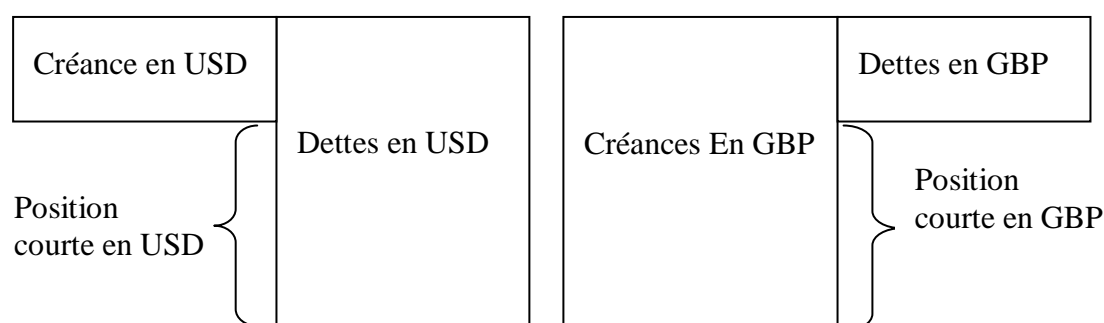 Créance en USD
Dettes en USD
Position
courte en USD
Créances En GBP
Dettes en GBP
Position
courte en GBP